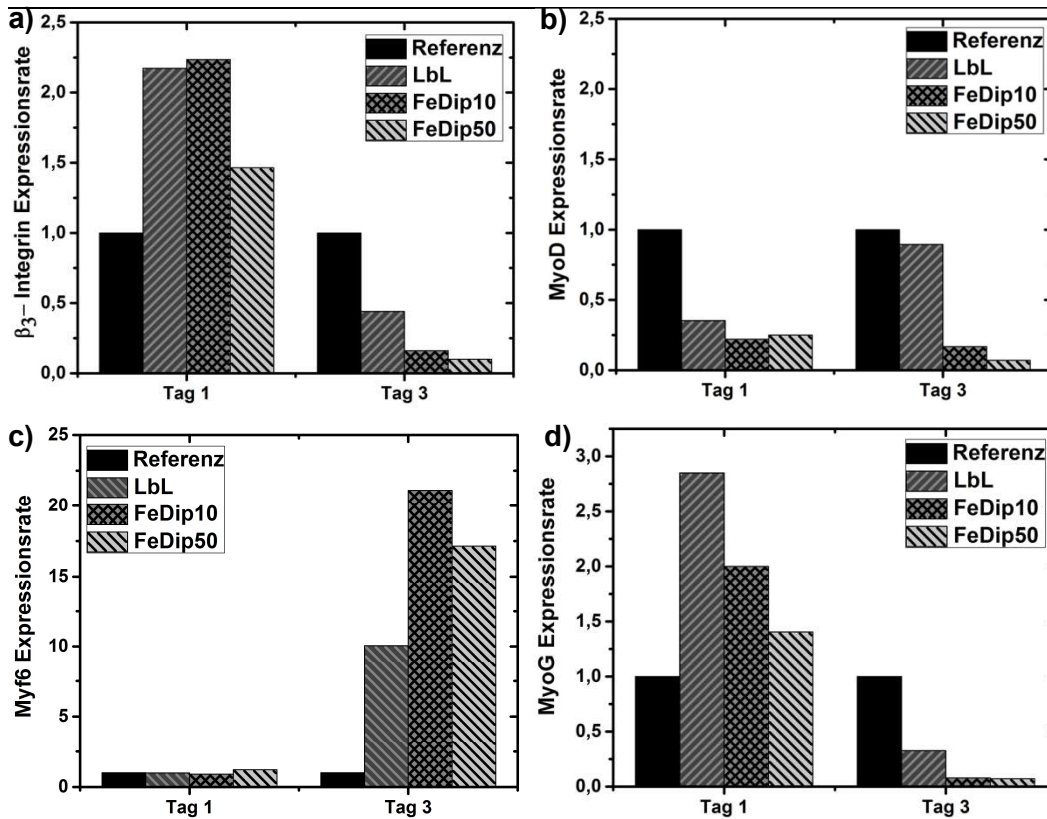 a)
2,5
2,0
1,5
1,0
0,5
0,0
β3– Integrin Expressionsrate
Referenz
LbL
FeDip10
FeDip50
Tag 1
Tag 3
b)
2,5
2,0
1,5
1,0
0,5
0,0
MyoD Expressionsrate
Referenz
LbL
FeDip10
FeDip50
Tag 1
Tag 3
c)
25
20
15
10
5
0
Myf6 Expressionsrate
Referenz
LbL
FeDip10
FeDip50
Tag 1
Tag 3
d)
3,0
2,5
2,0
1,5
1,0
0,5
0,0
MyoG Expressionsrate
Referenz
LbL
FeDip10
FeDip50
Tag 1
Tag 3